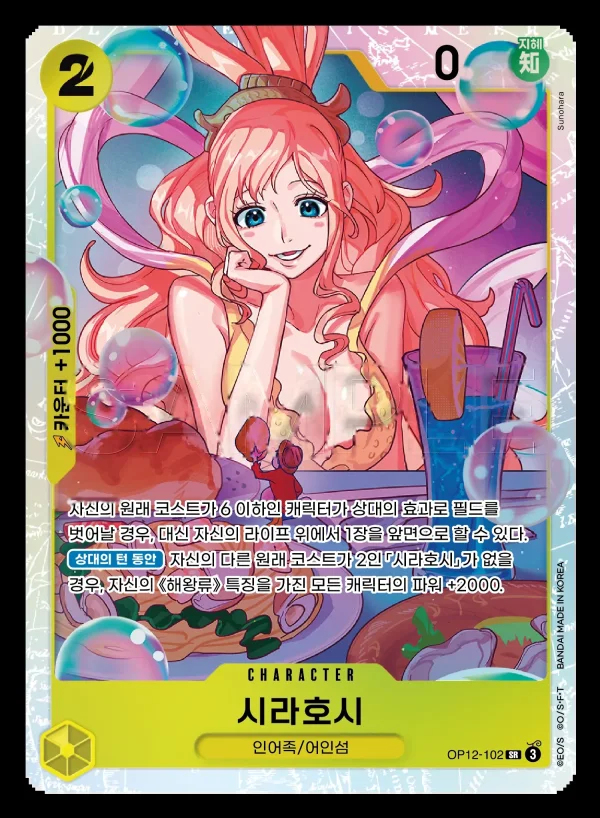 2
0
지혜
知
Sunohara
카운터 +1000
SAMPLE
자신의 원래 코스트가 6 이하인 캐릭터가 상대의 효과로 필드를
벗어날 경우, 대신 자신의 라이프 위에서 1장을 앞면으로 할 수 있다.
상대의 턴 동안 자신의 다른 원래 코스트가 2인 「시라호시」가 없을
경우, 자신의 《해왕류》 특징을 가진 모든 캐릭터의 파워 +2000.
CHARACTER
시라호시
인어족/어인섬
OP12-102 SR 3
©EO/S ©O/S·F·T BANDAI MADE IN KOREA